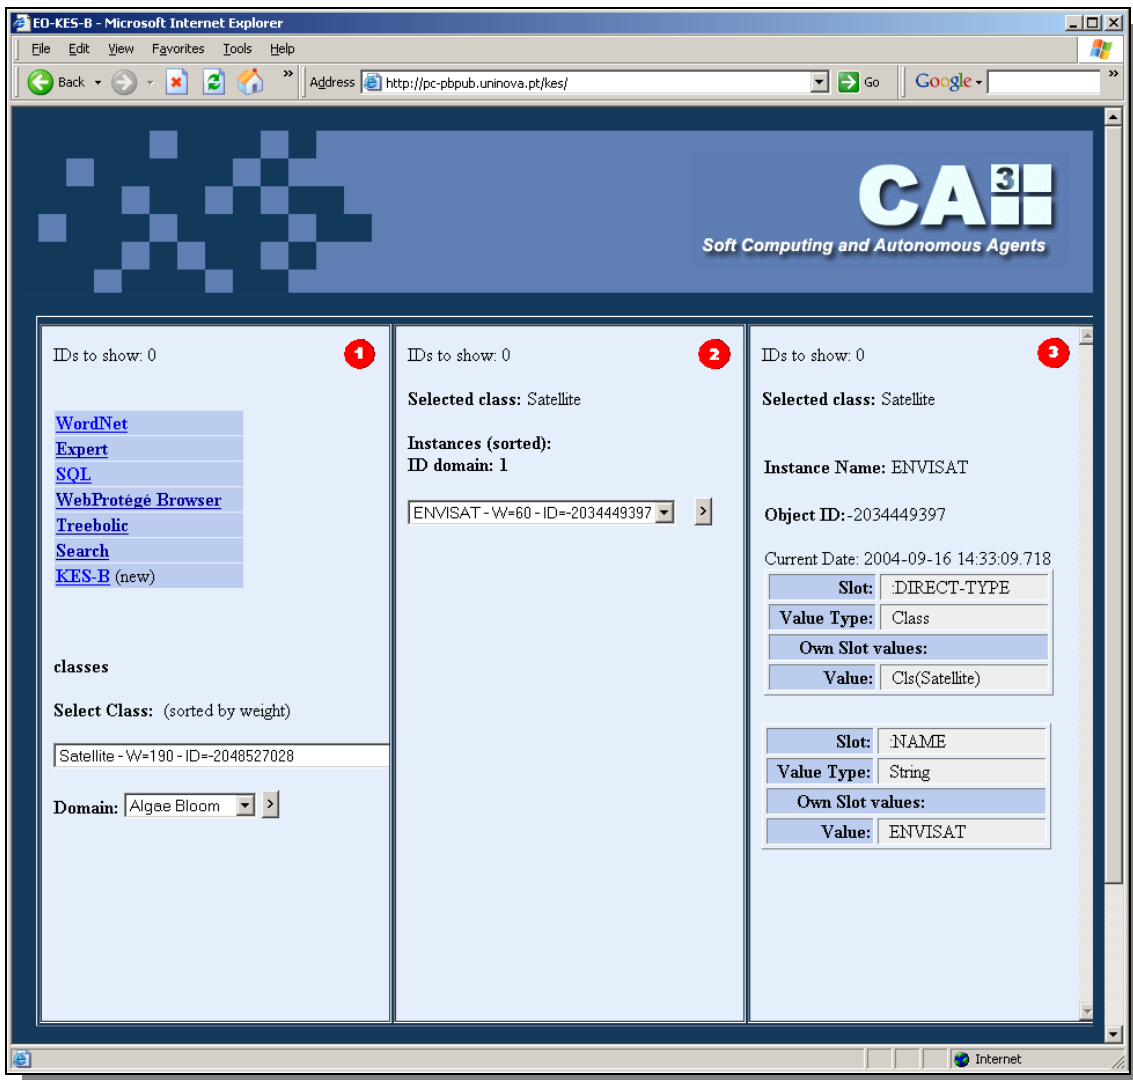 EO-KES-B - Microsoft Internet Explorer
File Edit View Favorites Tools Help
Back » Address http://pc-pbpub.uninova.pt/kes/ Go Google »
CA3
Soft Computing and Autonomous Agents
IDs to show: 0
1
WordNet
Expert
SQL
WebProtégé Browser
Treebolic
Search
KES-B (new)
classes
Select Class: (sorted by weight)
Satellite - W=190 - ID=-2048527028
Domain: Algae Bloom >
IDs to show: 0
2
Selected class: Satellite
Instances (sorted):
ID domain: 1
ENVISAT - W=60 - ID=-2034449397 >
IDs to show: 0
3
Selected class: Satellite
Instance Name: ENVISAT
Object ID:-2034449397
Current Date: 2004-09-16 14:33:09.718
Slot: :DIRECT-TYPE
Value Type: Class
Own Slot values:
Value: Cls(Satellite)
Slot: :NAME
Value Type: String
Own Slot values:
Value: ENVISAT
Internet